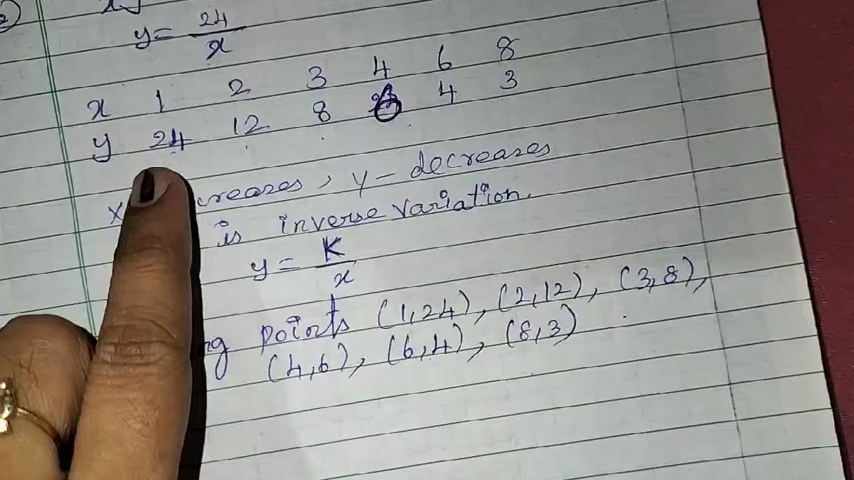 y = 24/x
x 1 2 3 4 6 8
y 24 12 8 6 4 3
x creases, y - decreases
is inverse variation.
y = K/x
points (1,24), (2,12), (3,8),
(4,6), (6,4), (8,3)